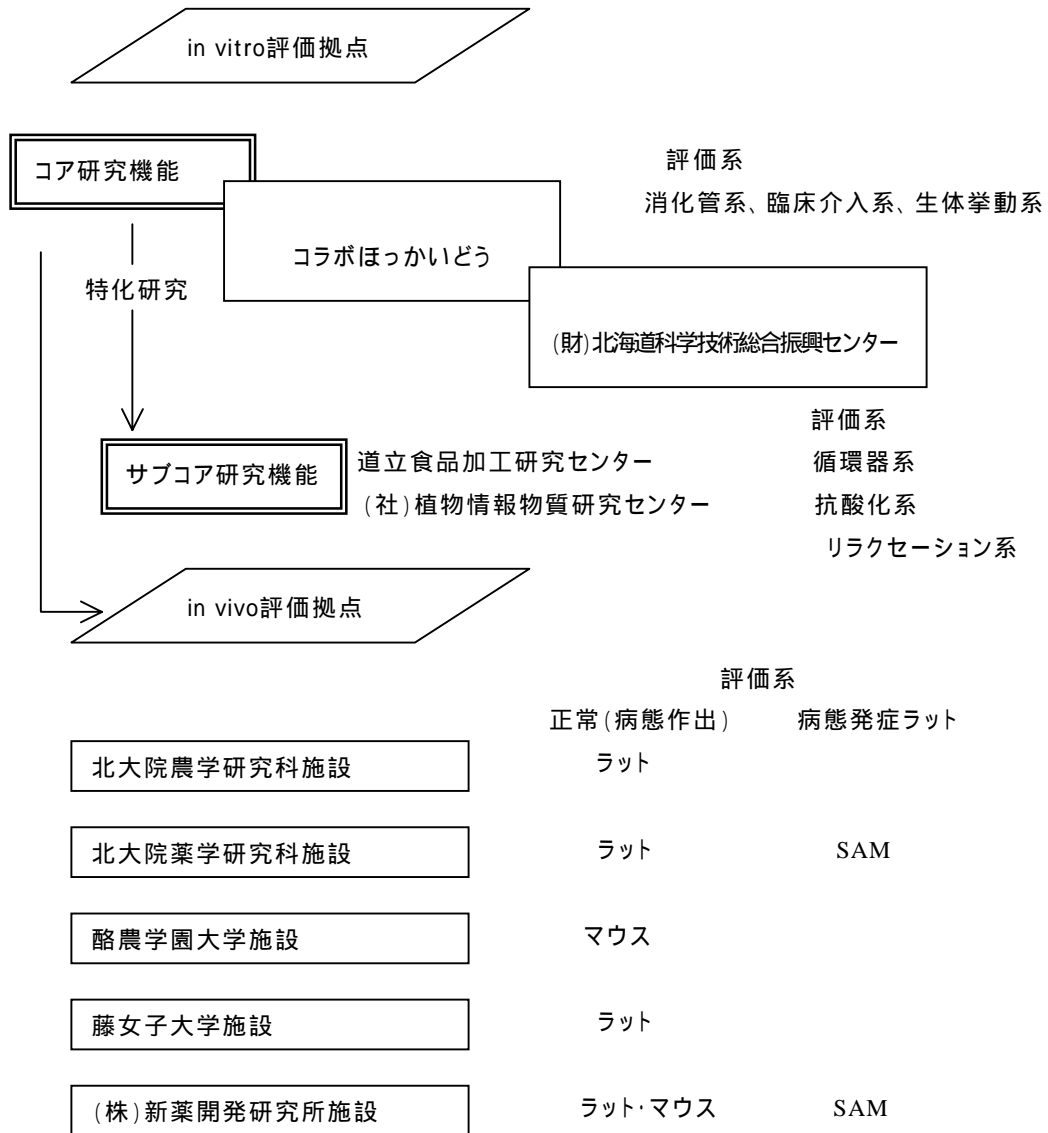 in vitro評価拠点
コア研究機能
評価系
消化管系、臨床介入系、生体挙動系
コラボほっかいどう
特化研究
(財)北海道科学技術総合振興センター
評価系
サブコア研究機能
道立食品加工研究センター
循環器系
(社)植物情報物質研究センター
抗酸化系
リラクセーション系
in vivo評価拠点
評価系
正常(病態作出) 病態発症ラット
北大院農学研究科施設 ラット
北大院薬学研究科施設 ラット SAM
酪農学園大学施設 マウス
藤女子大学施設 ラット
(株)新薬開発研究所施設 ラット・マウス SAM